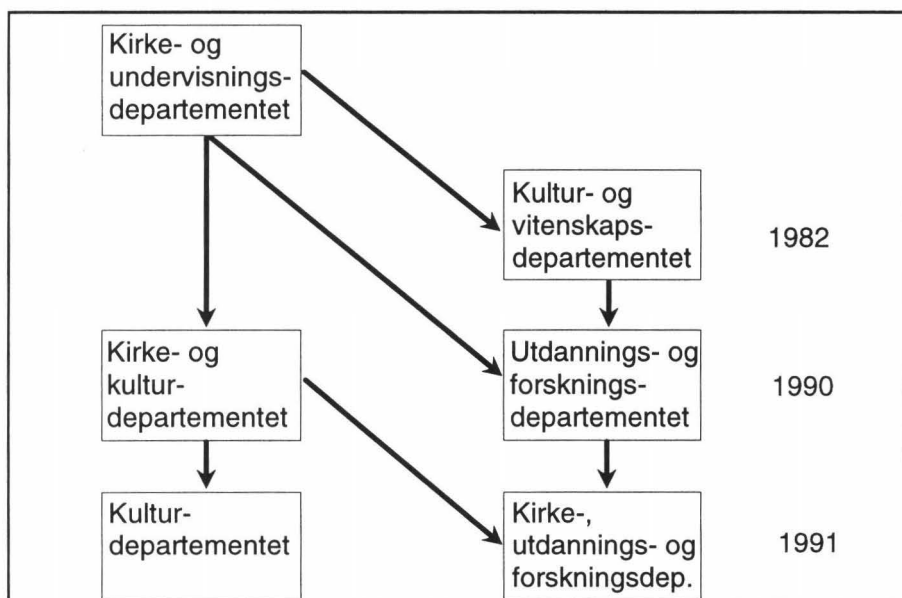 Kirke- og
undervisnings-
departementet
Kultur- og
vitenskaps-
departementet
1982
Kirke- og
kultur-
departementet
Utdannings- og
forsknings-
departementet
1990
Kultur-
departementet
Kirke-,
utdannings- og
forskningsdep.
1991